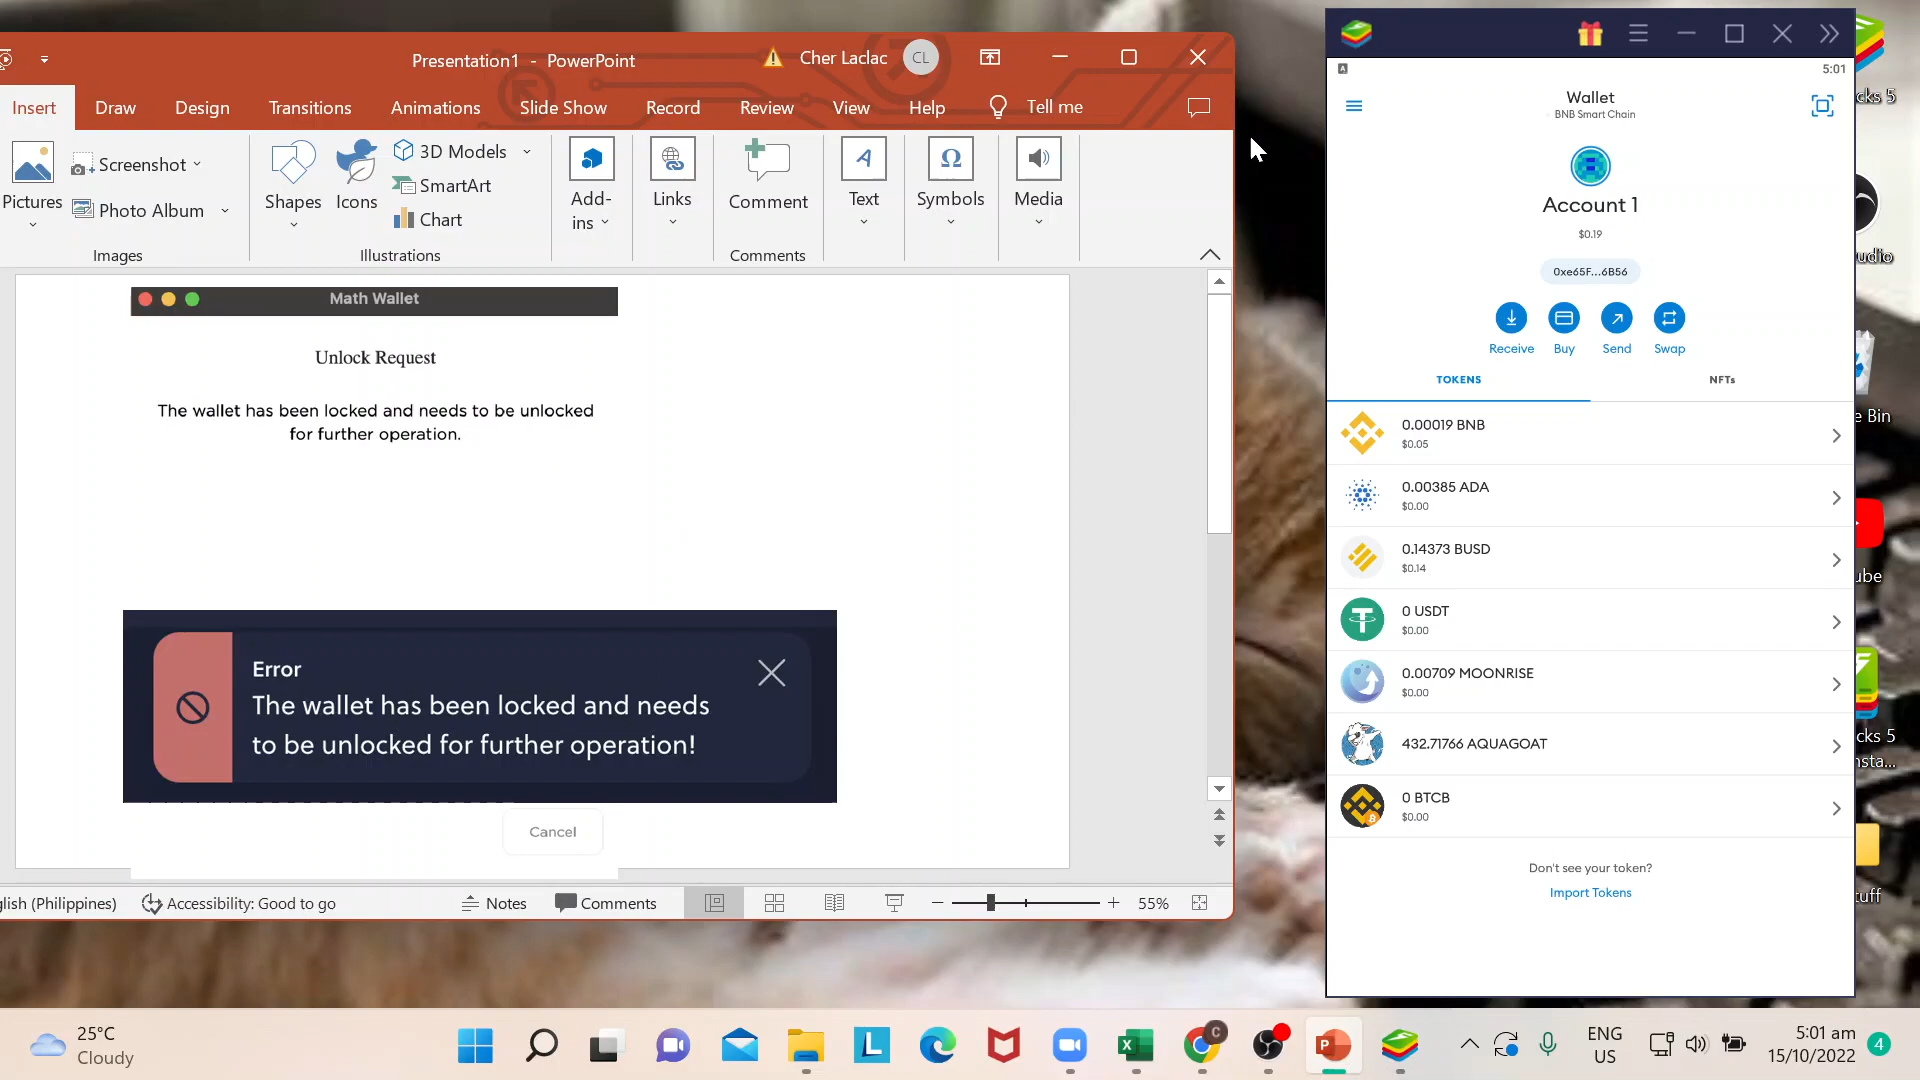 Presentation1 - PowerPoint
Cher Laclac
CL
Insert
Draw
Design
Transitions
Animations
Slide Show
Record
Review
View
Help
Tell me
Pictures
Screenshot
Photo Album
Images
Shapes
Icons
3D Models
SmartArt
Chart
Illustrations
Add-
ins
Links
Comment
Comments
Text
Symbols
Media
Math Wallet
Unlock Request
The wallet has been locked and needs to be unlocked
for further operation.
Error
The wallet has been locked and needs
to be unlocked for further operation!
Cancel
glish (Philippines)
Accessibility: Good to go
Notes
Comments
55%
5:01
Wallet
BNB Smart Chain
Account 1
$0.19
0xe65F...6B56
Receive
Buy
Send
Swap
TOKENS
NFTs
0.00019 BNB
$0.05
0.00385 ADA
$0.00
0.14373 BUSD
$0.14
0 USDT
$0.00
0.00709 MOONRISE
$0.00
432.71766 AQUAGOAT
0 BTCB
$0.00
Don't see your token?
Import Tokens
cks 5
udio
e Bin
ube
cks 5
nsta...
tuff
25°C
Cloudy
ENG
US
5:01 am
15/10/2022
4